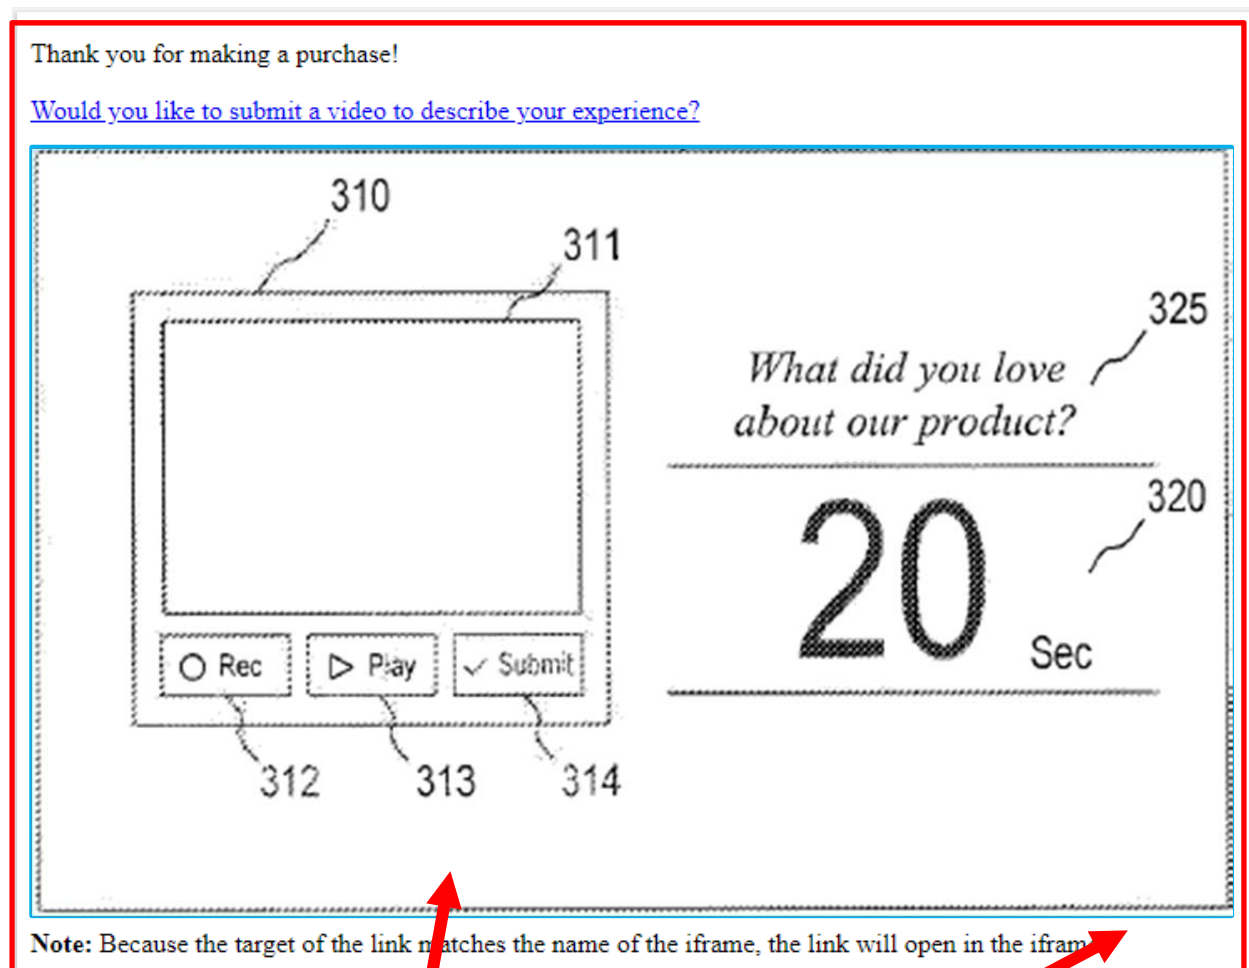 Thank you for making a purchase!
Would you like to submit a video to describe your experience?
310
311
325
What did you love
about our product?
320
20 Sec
Rec Play Submit
312 313 314
Note: Because the target of the link matches the name of the iframe, the link will open in the